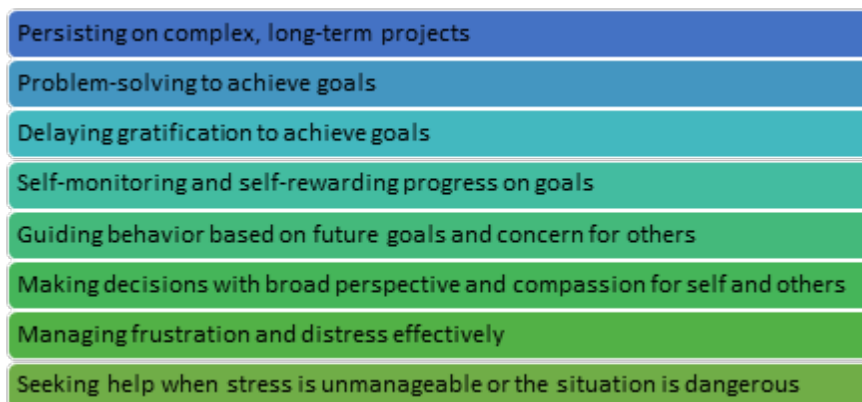 Persisting on complex, long-term projects
Problem-solving to achieve goals
Delaying gratification to achieve goals
Self-monitoring and self-rewarding progress on goals
Guiding behavior based on future goals and concern for others
Making decisions with broad perspective and compassion for self and others
Managing frustration and distress effectively
Seeking help when stress is unmanageable or the situation is dangerous